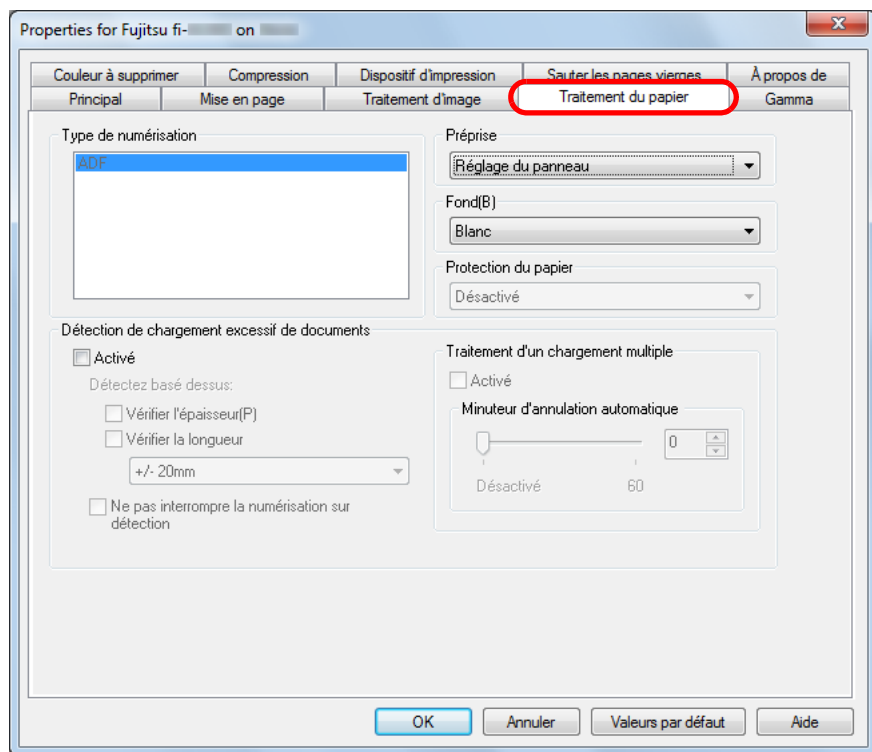 Properties for Fujitsu fi- on
Couleur à supprimer Compression Dispositif d'impression Sauter les pages vierges À propos de
Principal Mise en page Traitement d'image Traitement du papier Gamma
Type de numérisation
ADF
Préprise
Réglage du panneau
Fond(B)
Blanc
Protection du papier
Désactivé
Détection de chargement excessif de documents
Activé
Détectez basé dessus:
Vérifier l'épaisseur(P)
Vérifier la longueur
+/- 20mm
Ne pas interrompre la numérisation sur
détection
Traitement d'un chargement multiple
Activé
Minuteur d'annulation automatique
0
Désactivé 60
OK Annuler Valeurs par défaut Aide